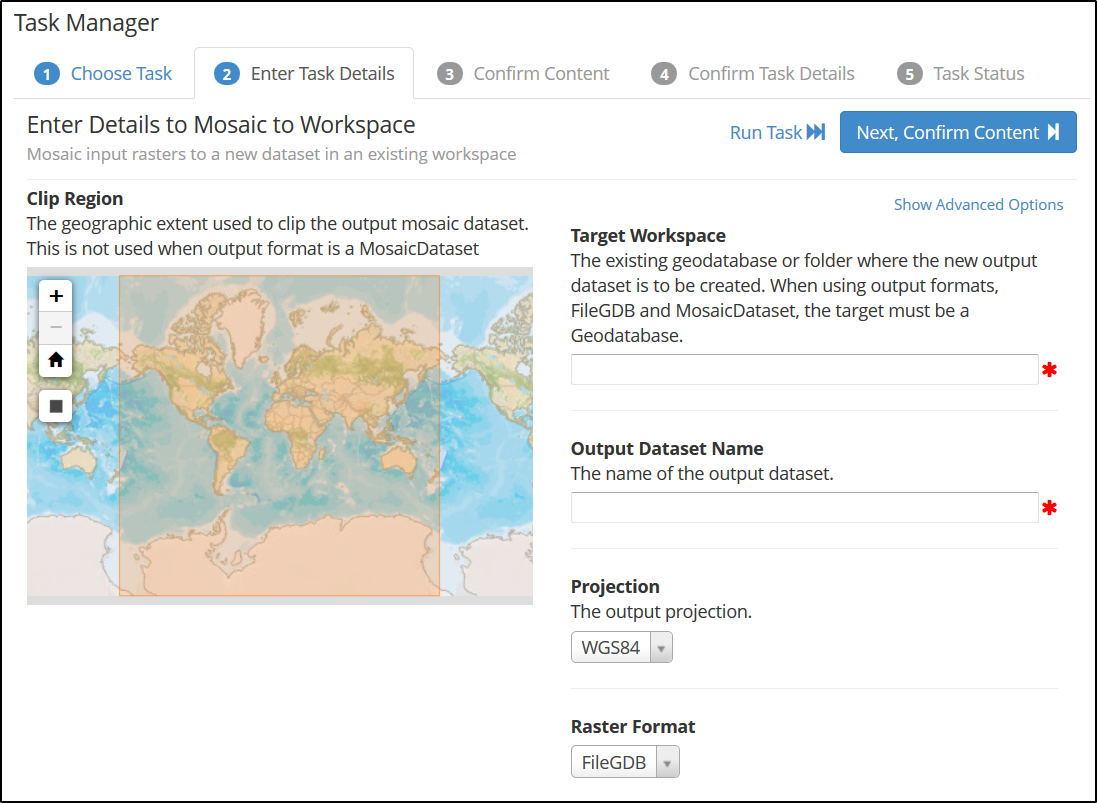 Task Manager
1 Choose Task
2 Enter Task Details
3 Confirm Content
4 Confirm Task Details
5 Task Status
Enter Details to Mosaic to Workspace
Mosaic input rasters to a new dataset in an existing workspace
Run Task
Next, Confirm Content
Clip Region
The geographic extent used to clip the output mosaic dataset.
This is not used when output format is a MosaicDataset
+
−
Show Advanced Options
Target Workspace
The existing geodatabase or folder where the new output
dataset is to be created. When using output formats,
FileGDB and MosaicDataset, the target must be a
Geodatabase.
✱
Output Dataset Name
The name of the output dataset.
✱
Projection
The output projection.
WGS84
Raster Format
FileGDB